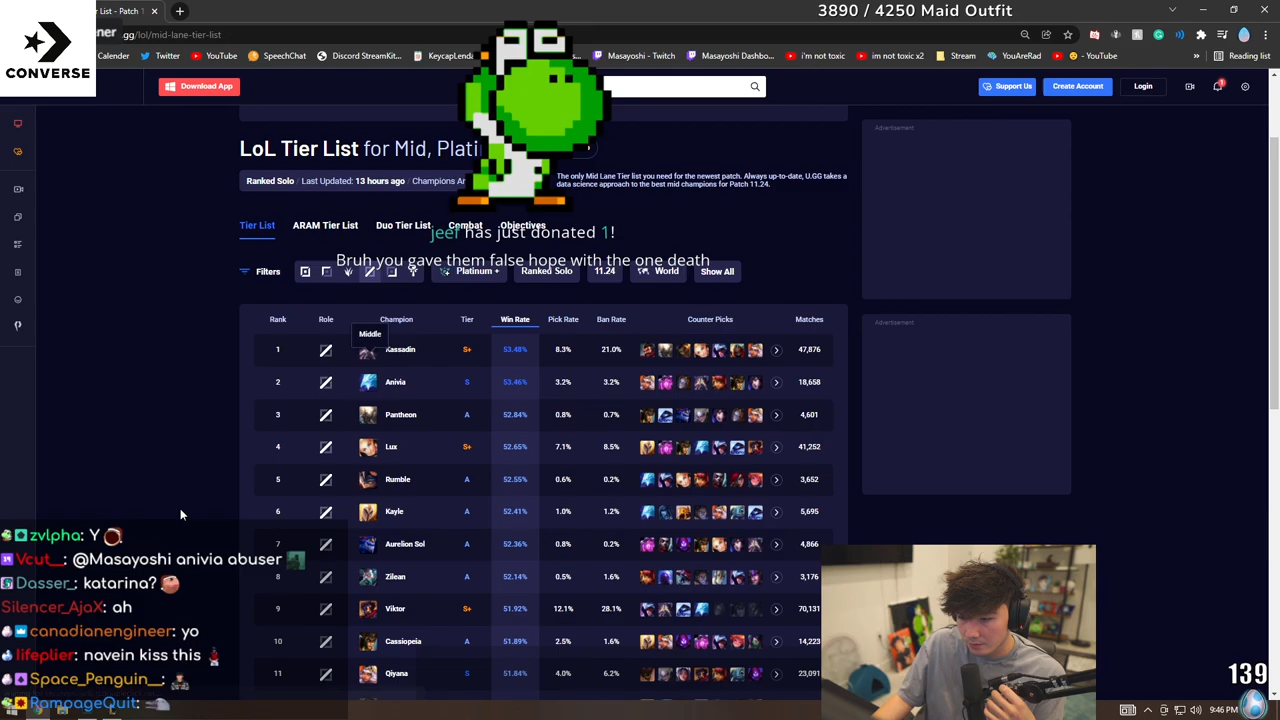 3890 / 4250 Maid Outfit
.gg/lol/mid-lane-tier-list
Calender
Twitter
YouTube
SpeechChat
Discord StreamKit...
KeycapLen
Masayoshi - Twitch
Masayoshi...
i'm not toxic
im not toxic x2
Stream
YouAre
- YouTube
Reading list
CONVERSE
Download App
Support Us
Create Account
Login
1
Advertisement
LoL Tier List for Mid, Plati
Ranked Solo / Last Updated: 13 hours ago / Champions An
The only Mid Lane Tier list you need for the newest patch. Always up-to-date, U.GG takes a
data science approach to the best mid champions for Patch 11.24.
Tier List
ARAM Tier List
Duo Tier List
Combat
Objectives
jeef has just donated 1!
Bruh you gave them false hope with the one death
Filters
Platinum +
Ranked Solo
11.24
World
Show All
Rank Role Champion Tier Win Rate Pick Rate Ban Rate Counter Picks Matches
Advertisement
Middle
1 Kassadin S+ 53.48% 8.3% 21.0% 47,876
2 Anivia S 53.46% 3.2% 3.2% 18,658
3 Pantheon A 52.84% 0.8% 0.7% 4,601
4 Lux S+ 52.65% 7.1% 8.5% 41,252
5 Rumble A 52.55% 0.6% 0.2% 3,652
6 Kayle A 52.41% 1.0% 1.2% 5,695
7 Aurelion Sol A 52.36% 0.8% 0.2% 4,866
8 Zilean A 52.14% 0.5% 1.6% 3,176
9 Viktor S+ 51.92% 12.1% 28.1% 70,131
10 Cassiopeia A 51.89% 2.5% 1.6% 14,223
11 Qiyana S 51.84% 4.0% 6.2% 23,091
zvlpha: Y
Vcut__: @Masayoshi anivia abuser
Dasser_: katarina?
Silencer_AjaX: ah
canadianengineer: yo
lifeplier: navein kiss this
Space_Penguin__:
RampageQuit:
139
9:46 PM